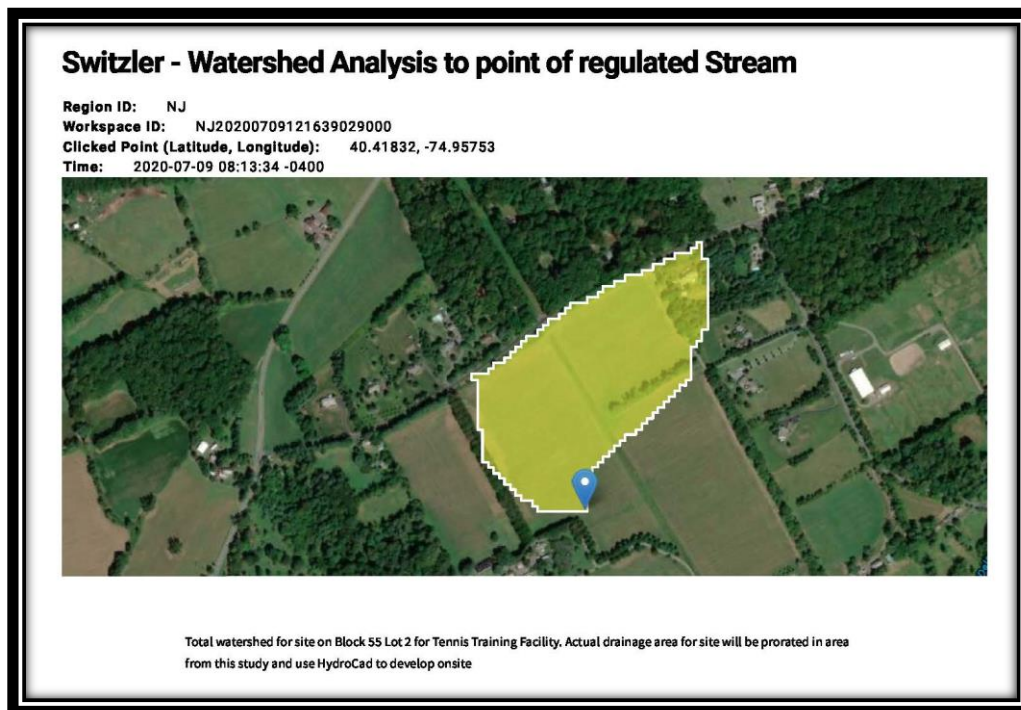 Switzler - Watershed Analysis to point of regulated Stream
Region ID: NJ
Workspace ID: NJ20200709121639029000
Clicked Point (Latitude, Longitude): 40.41832, -74.95753
Time: 2020-07-09 08:13:34 -0400
Total watershed for site on Block 55 Lot 2 for Tennis Training Facility. Actual drainage area for site will be prorated in area
from this study and use HydroCad to develop onsite